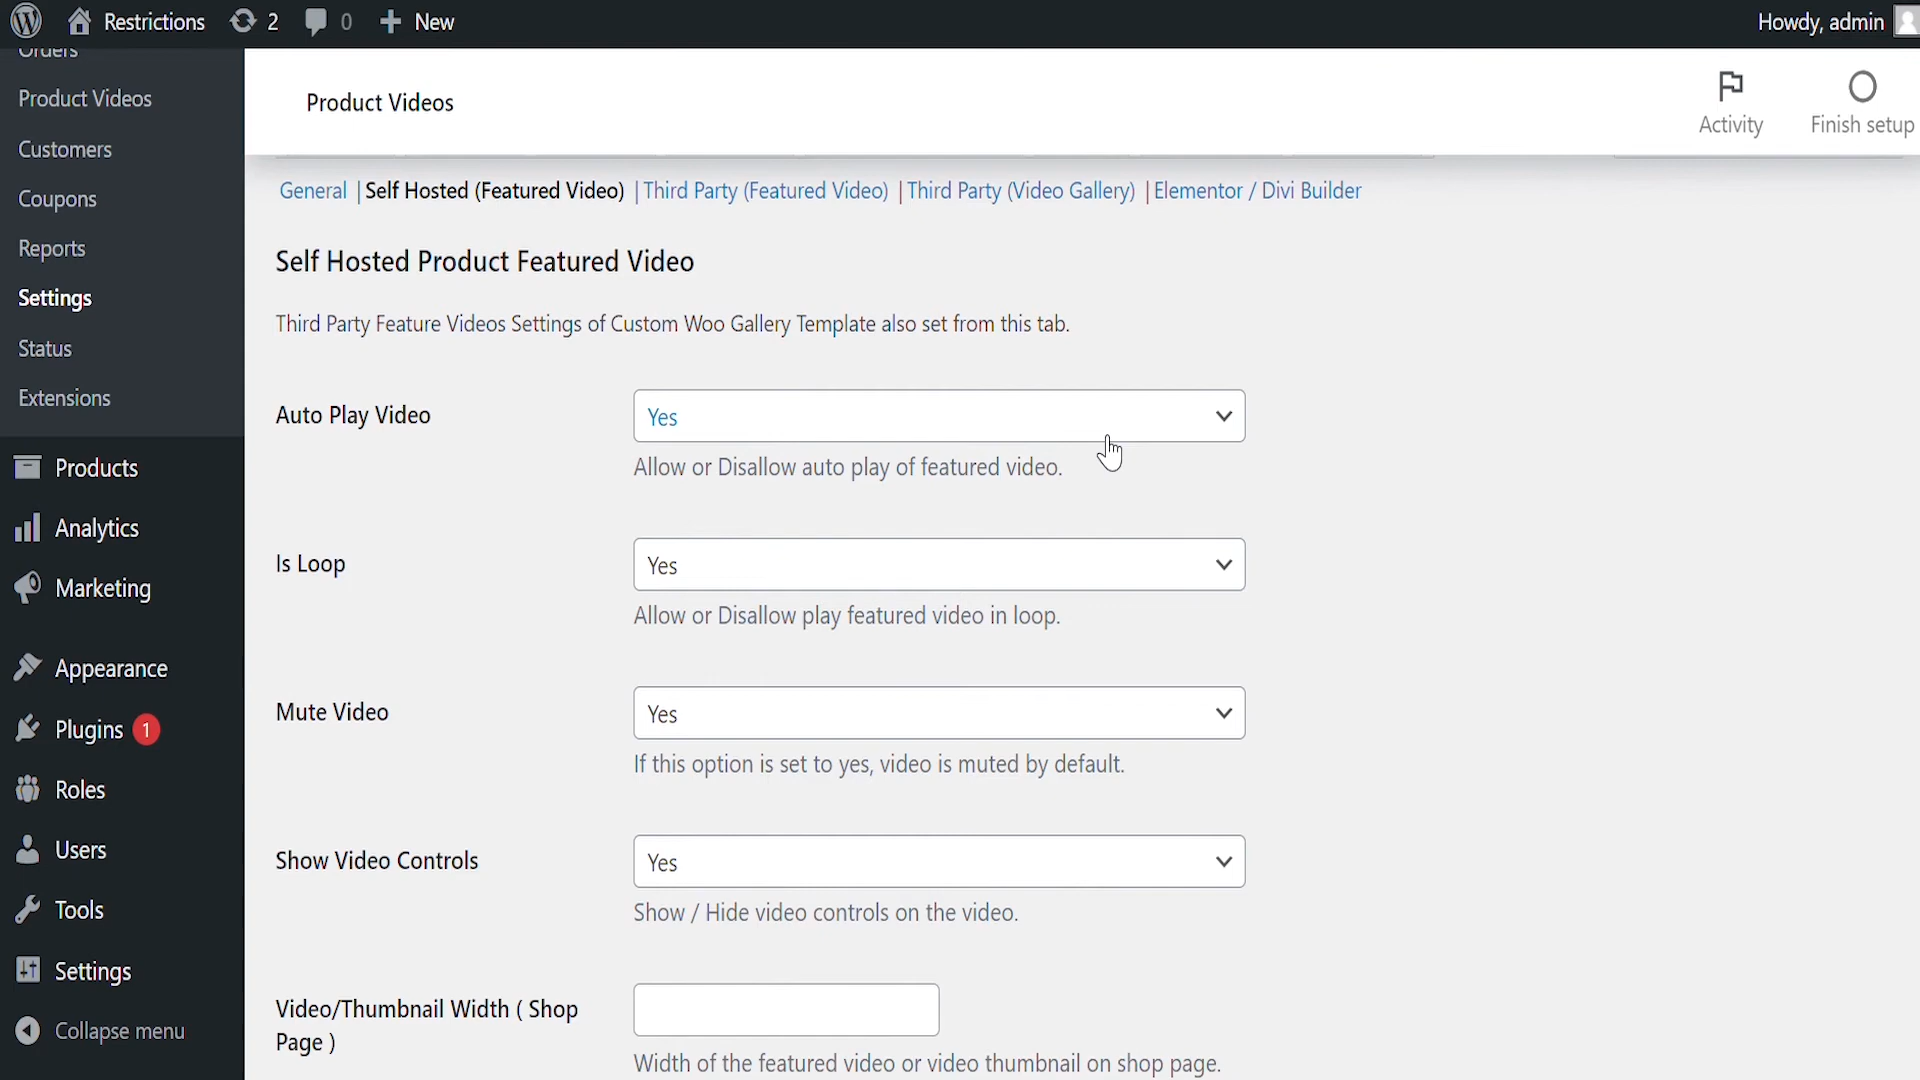 Restrictions 2 0 New Howdy, admin
Orders
Product Videos
Customers
Coupons
Reports
Settings
Status
Extensions
Products
Analytics
Marketing
Appearance
Plugins 1
Roles
Users
Tools
Settings
Collapse menu
Product Videos
Activity
Finish setup
General | Self Hosted (Featured Video) | Third Party (Featured Video) | Third Party (Video Gallery) | Elementor / Divi Builder
Self Hosted Product Featured Video
Third Party Feature Videos Settings of Custom Woo Gallery Template also set from this tab.
Auto Play Video
Yes
Allow or Disallow auto play of featured video.
Is Loop
Yes
Allow or Disallow play featured video in loop.
Mute Video
Yes
If this option is set to yes, video is muted by default.
Show Video Controls
Yes
Show / Hide video controls on the video.
Video/Thumbnail Width ( Shop
Page )
Width of the featured video or video thumbnail on shop page.